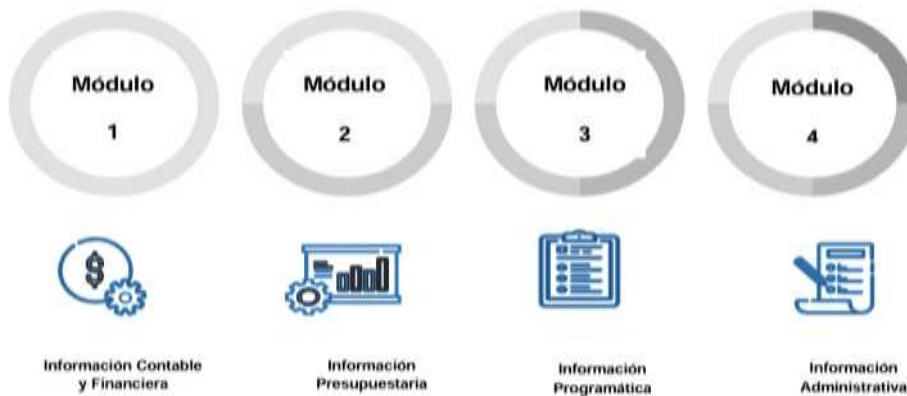 Módulo
1
Módulo
2
Módulo
3
Módulo
4
$
Información Contable
y Financiera
Información
Presupuestaria
Información
Programática
Información
Administrativa